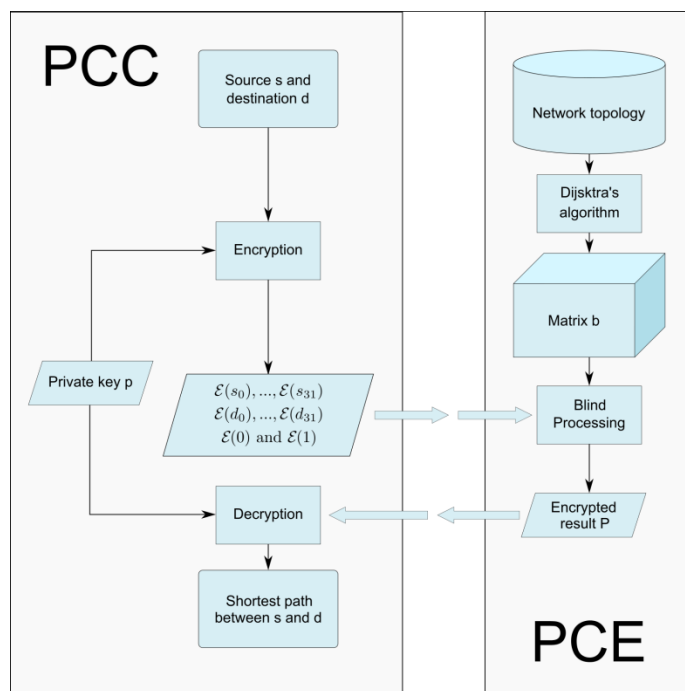 PCC
Source s and
destination d
Encryption
Private key p
ℰ(s₀), ..., ℰ(s₃₁)
ℰ(d₀), ..., ℰ(d₃₁)
ℰ(0) and ℰ(1)
Decryption
Shortest path
between s and d
Network topology
Dijsktra's
algorithm
Matrix b
Blind
Processing
Encrypted
result P
PCE